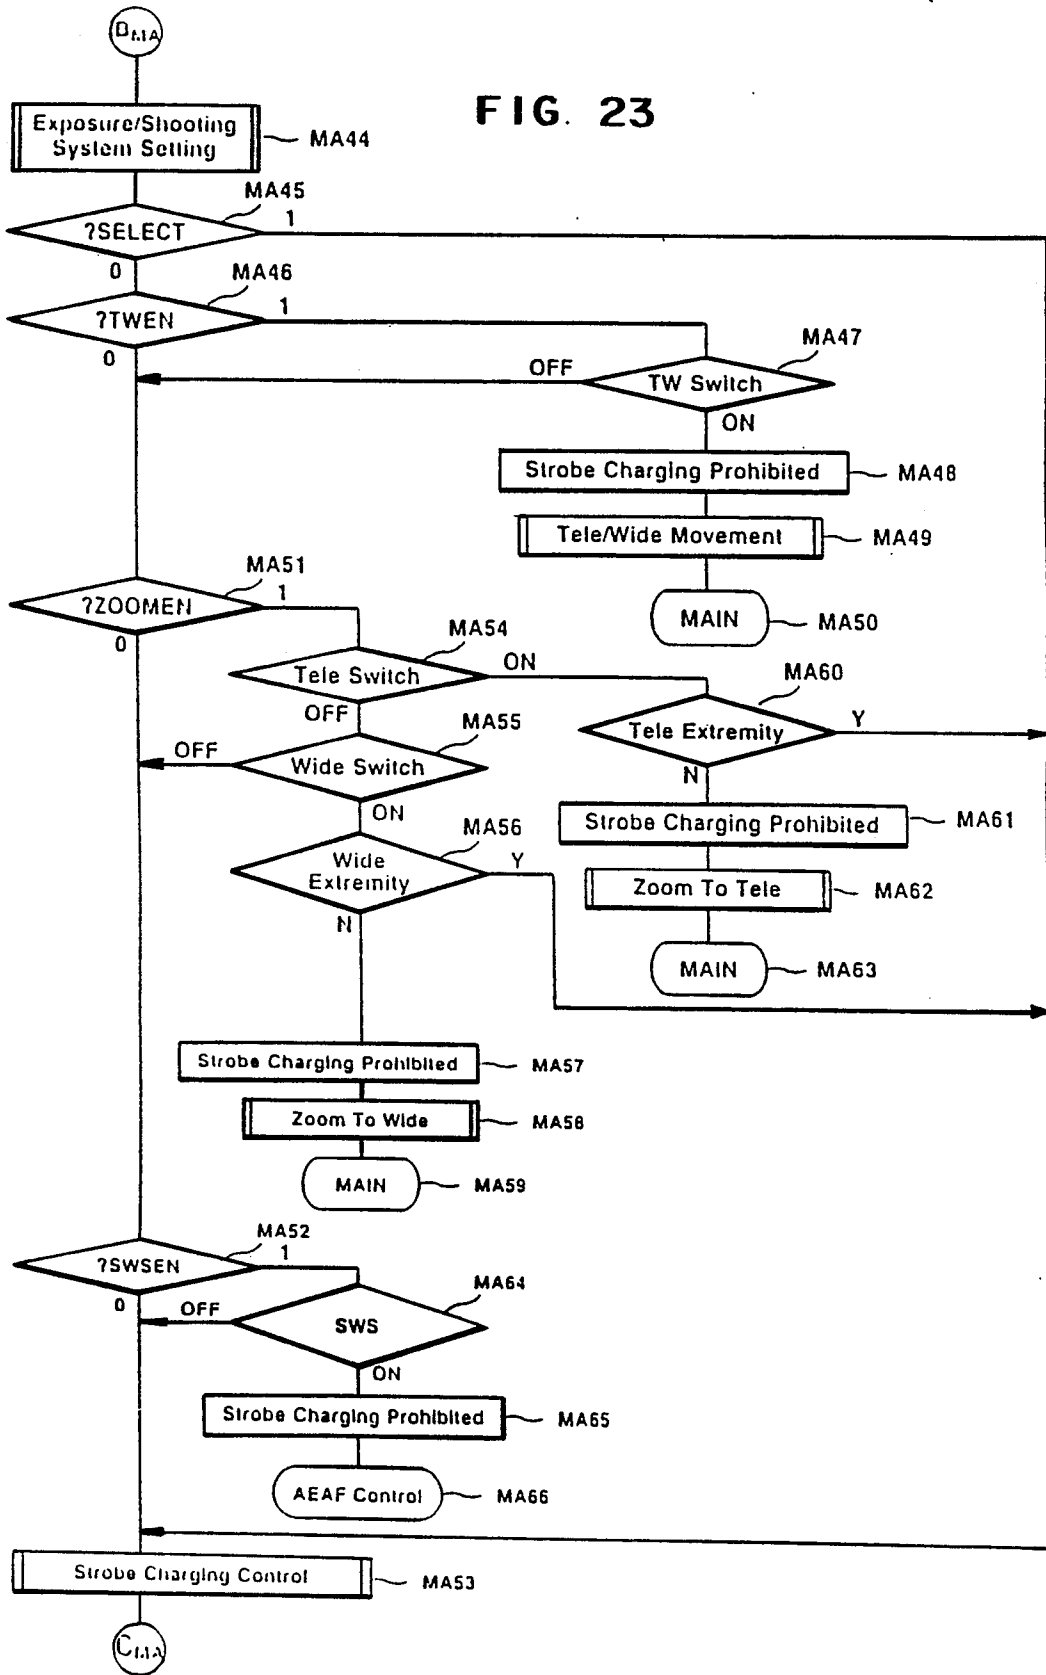 BMA
FIG. 23
Exposure/Shooting
System Setting
MA44
MA45
?SELECT
1
0
MA46
?TWEN
1
0
MA47
OFF
TW Switch
ON
Strobe Charging Prohibited
MA48
Tele/Wide Movement
MA49
MA51
?ZOOMEN
1
0
MAIN
MA50
MA54
Tele Switch
ON
OFF
MA60
Tele Extremity
Y
N
MA55
OFF
Wide Switch
ON
MA56
Wide
Extremity
Y
N
Strobe Charging Prohibited
MA61
Zoom To Tele
MA62
MAIN
MA63
Strobe Charging Prohibited
MA57
Zoom To Wide
MA58
MAIN
MA59
MA52
?SWSEN
1
0
MA64
OFF
SWS
ON
Strobe Charging Prohibited
MA65
AEAF Control
MA66
Strobe Charging Control
MA53
CMA